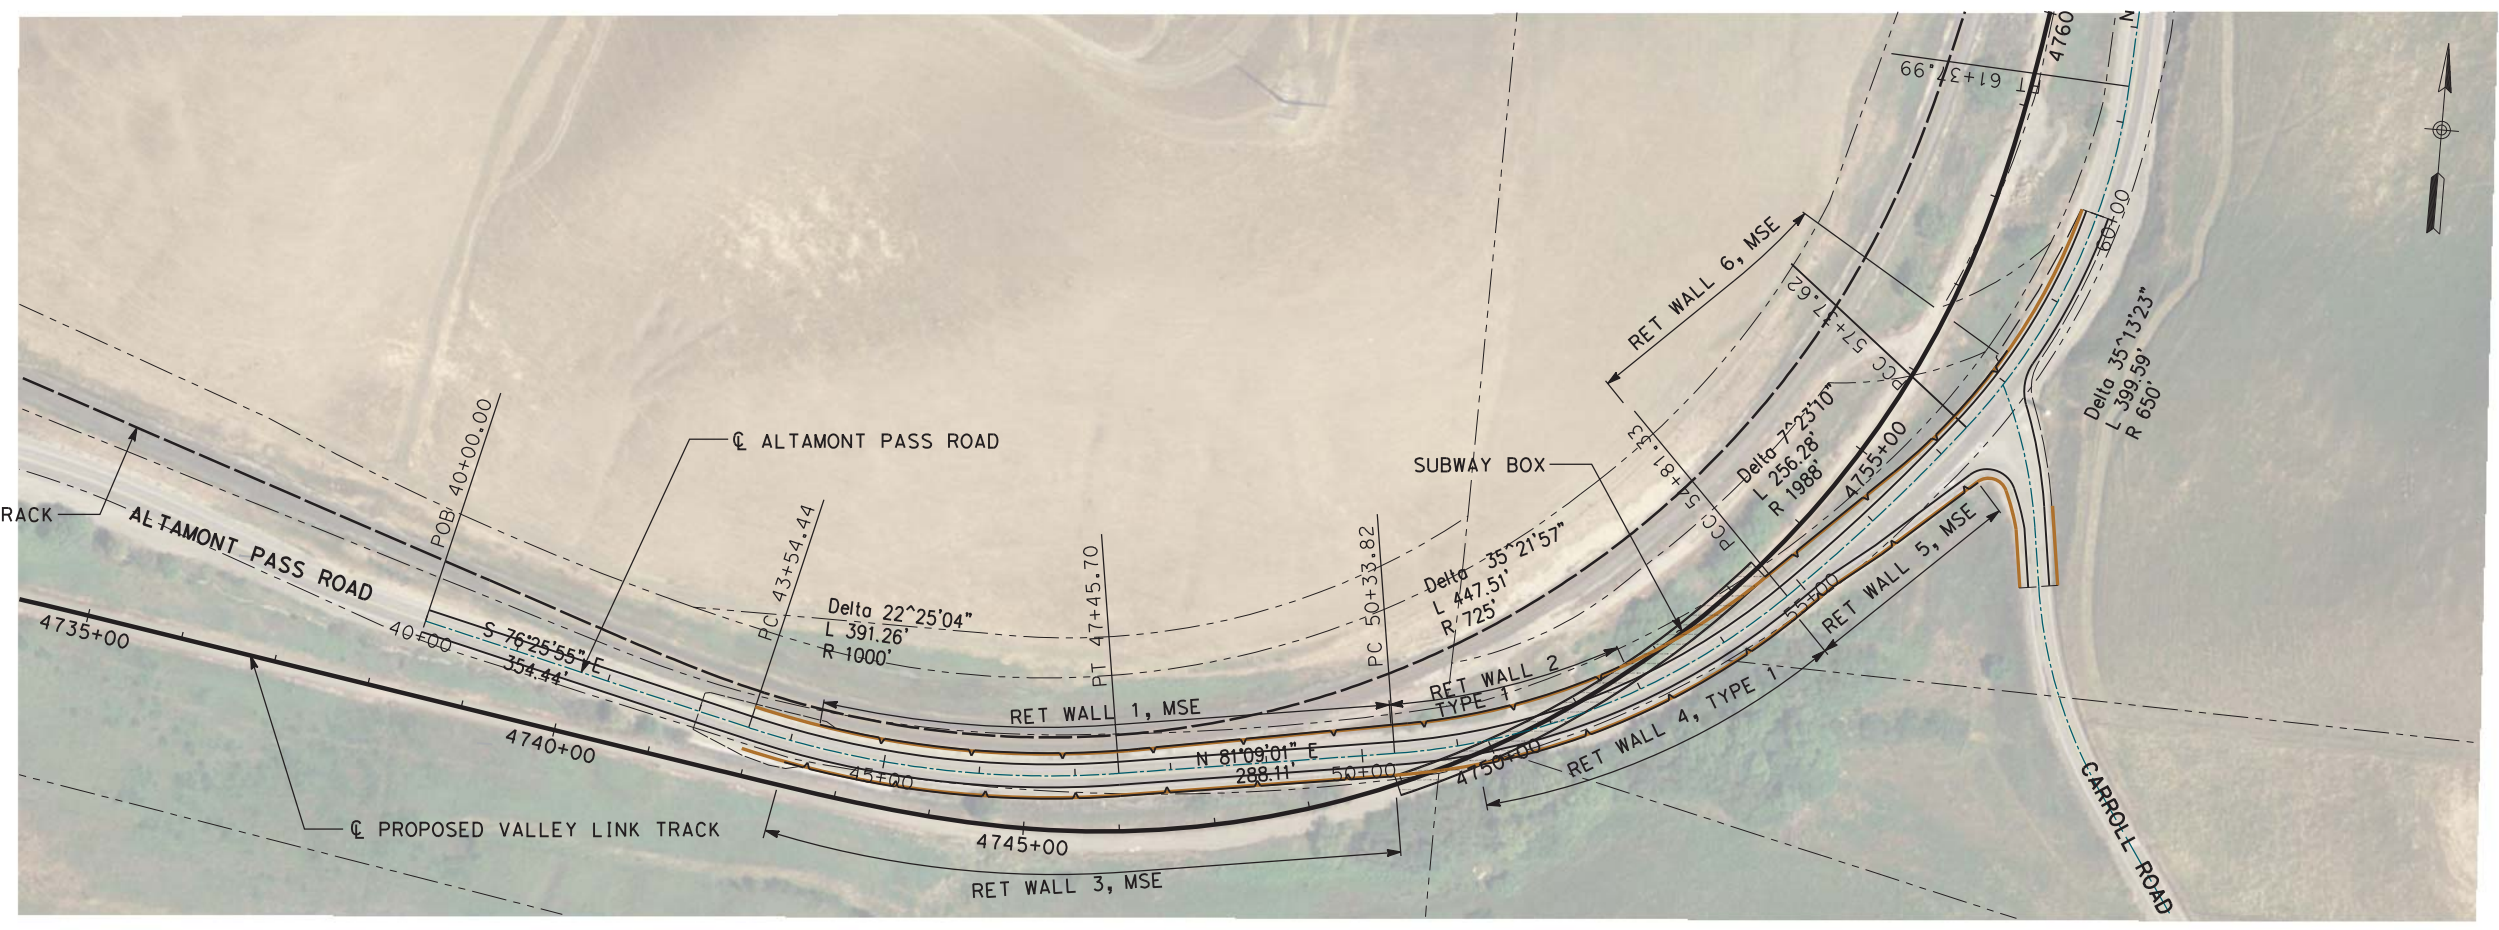 4760
N
PT 61+37.99
60+00
RET WALL 6, MSE
PCC 57+37.62
Delta 35^13'23"
L 399.59'
R 650'
POB 40+00.00
℄ ALTAMONT PASS ROAD
SUBWAY BOX
PCC 54+81.33
Delta 7^23'10"
L 256.28'
R 1988'
4755+00
RACK
ALTAMONT PASS ROAD
PC 43+54.44
PT 47+45.70
PC 50+33.82
Delta 35^21'57"
L 447.51'
R 725'
RET WALL 5, MSE
55+00
4735+00
40+00
S 76°25'55" E
354.44'
Delta 22^25'04"
L 391.26'
R 1000'
RET WALL 1, MSE
RET WALL 2
TYPE 1
RET WALL 4, TYPE 1
4740+00
45+00
N 81°09'01" E
288.11'
50+00
4750+00
℄ PROPOSED VALLEY LINK TRACK
4745+00
RET WALL 3, MSE
CARROLL ROAD